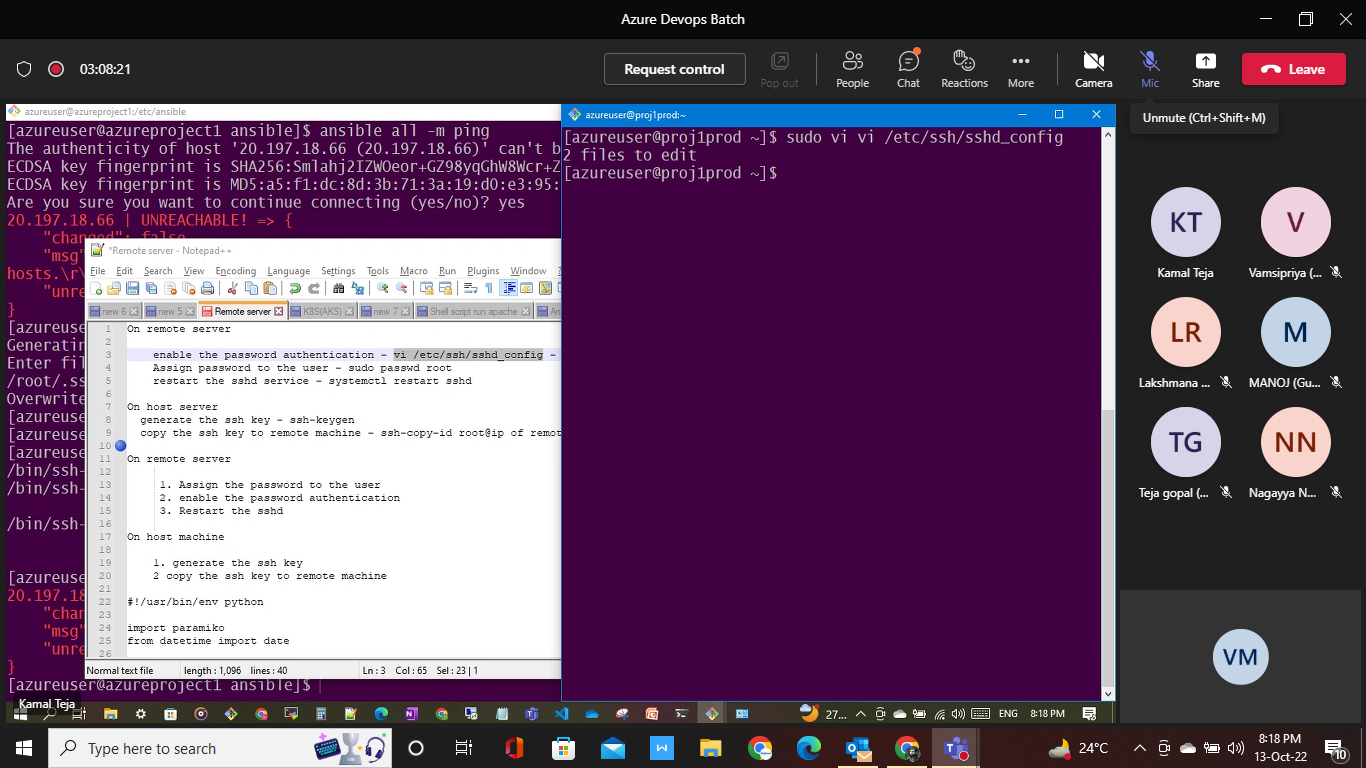 Azure Devops Batch
03:08:21
Request control
Pop out
People
Chat
Reactions
More
Camera
Mic
Share
Leave
Unmute (Ctrl+Shift+M)
azureuser@azureproject1:/etc/ansible
[azureuser@azureproject1 ansible]$ ansible all -m ping
The authenticity of host '20.197.18.66 (20.197.18.66)' can't b
ECDSA key fingerprint is SHA256:Smlahj2IZWOeor+GZ98yqGhW8Wcr+Z
ECDSA key fingerprint is MD5:a5:f1:dc:8d:3b:71:3a:19:d0:e3:95:
Are you sure you want to continue connecting (yes/no)? yes
20.197.18.66 | UNREACHABLE! => {
"changed": false
"msg"
hosts.\r\
"unre
}
[azureuse
Generatin
Enter fil
/root/.ss
Overwrite
[azureuse
[azureuse
[azureuse
/bin/ssh-
/bin/ssh-
/bin/ssh-
[azureuse
20.197.18
"chan
"msg"
"unre
}
[azureuser@azureproject1 ansible]$
*Remote server - Notepad++
File Edit Search View Encoding Language Settings Tools Macro Run Plugins Window ?
new 6 new 5 Remote server K8S(AKS) new 7 Shell script run apache An
1 On remote server
2
3 enable the password authentication - vi /etc/ssh/sshd_config -
4 Assign password to the user - sudo passwd root
5 restart the sshd service - systemctl restart sshd
6
7 On host server
8 generate the ssh key - ssh-keygen
9 copy the ssh key to remote machine - ssh-copy-id root@ip of remot
10
11 On remote server
12
13 1. Assign the password to the user
14 2. enable the password authentication
15 3. Restart the sshd
16
17 On host machine
18
19 1. generate the ssh key
20 2 copy the ssh key to remote machine
21
22 #!/usr/bin/env python
23
24 import paramiko
25 from datetime import date
26
Normal text file length : 1,096 lines : 40 Ln : 3 Col : 65 Sel : 23 | 1
azureuser@proj1prod:~
[azureuser@proj1prod ~]$ sudo vi vi /etc/ssh/sshd_config
2 files to edit
[azureuser@proj1prod ~]$
KT
Kamal Teja
V
Vamsipriya (...
LR
Lakshmana ...
M
MANOJ (Gu...
TG
Teja gopal (...
NN
Nagayya N...
VM
Kamal Teja
27... ENG 8:18 PM
Type here to search
24°C
8:18 PM
13-Oct-22
10